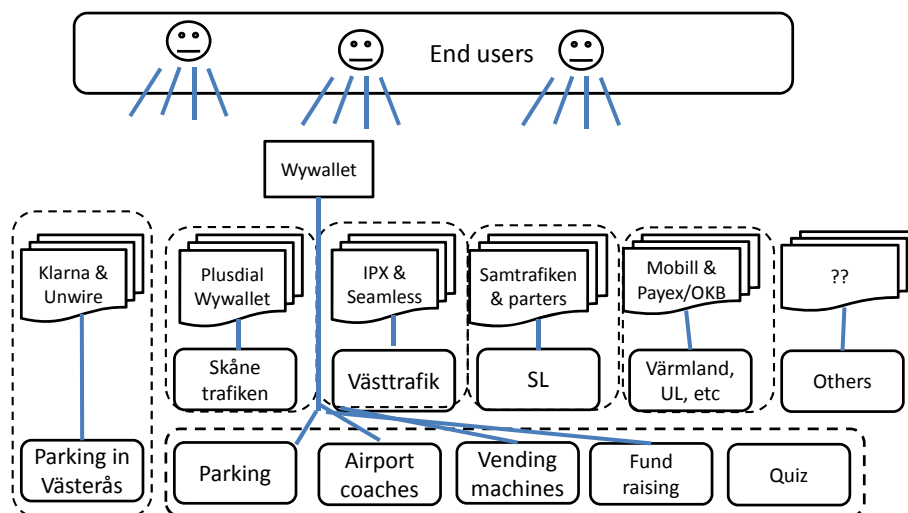 End users
Wywallet
Klarna &
Unwire
Plusdial
Wywallet
IPX &
Seamless
Samtrafiken
& parters
Mobill &
Payex/OKB
??
Skåne
trafiken
Västtrafik
SL
Värmland,
UL, etc
Others
Parking in
Västerås
Parking
Airport
coaches
Vending
machines
Fund
raising
Quiz